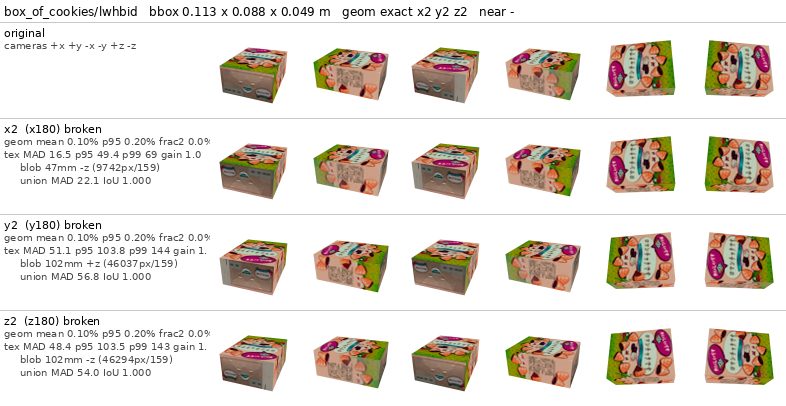 box_of_cookies/lwhbid   bbox 0.113 x 0.088 x 0.049 m   geom exact x2 y2 z2   near -
original
cameras +x +y -x -y +z -z
x2  (x180) broken
geom mean 0.10% p95 0.20% frac2 0.0%
tex MAD 16.5 p95 49.4 p99 69 gain 1.0
blob 47mm -z (9742px/159)
union MAD 22.1 IoU 1.000
y2  (y180) broken
geom mean 0.10% p95 0.20% frac2 0.0%
tex MAD 51.1 p95 103.8 p99 144 gain 1.
blob 102mm +z (46037px/159)
union MAD 56.8 IoU 1.000
z2  (z180) broken
geom mean 0.10% p95 0.20% frac2 0.0%
tex MAD 48.4 p95 103.5 p99 143 gain 1.
blob 102mm -z (46294px/159)
union MAD 54.0 IoU 1.000